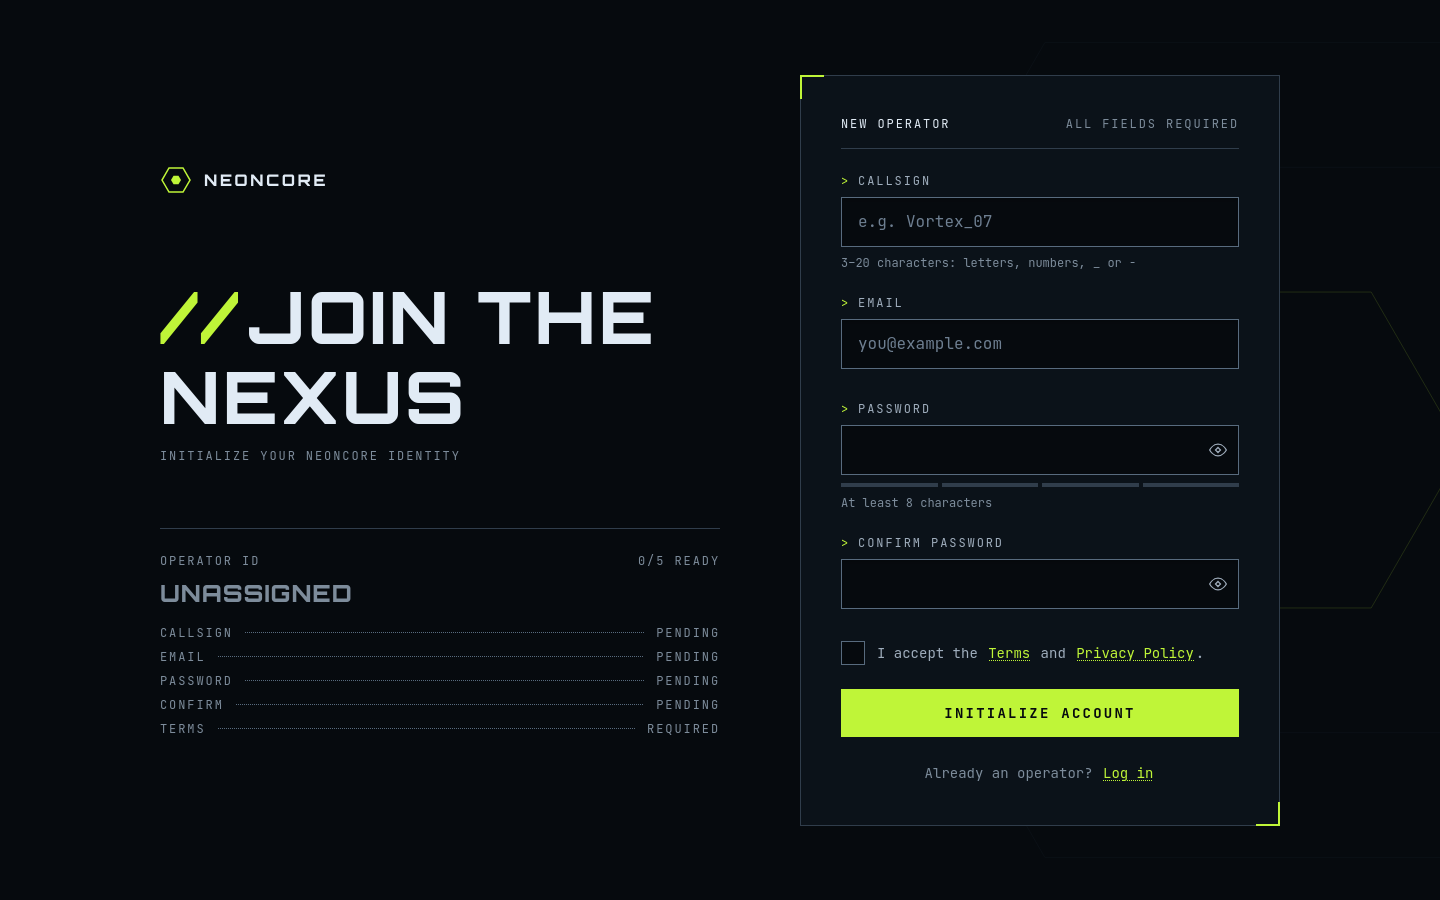 NEONCORE
//JOIN THE
NEXUS
INITIALIZE YOUR NEONCORE IDENTITY
OPERATOR ID 0/5 READY
UNASSIGNED
CALLSIGN PENDING
EMAIL PENDING
PASSWORD PENDING
CONFIRM PENDING
TERMS REQUIRED
NEW OPERATOR ALL FIELDS REQUIRED
> CALLSIGN
e.g. Vortex_07
3–20 characters: letters, numbers, _ or -
> EMAIL
you@example.com
> PASSWORD
At least 8 characters
> CONFIRM PASSWORD
I accept the Terms and Privacy Policy.
INITIALIZE ACCOUNT
Already an operator? Log in